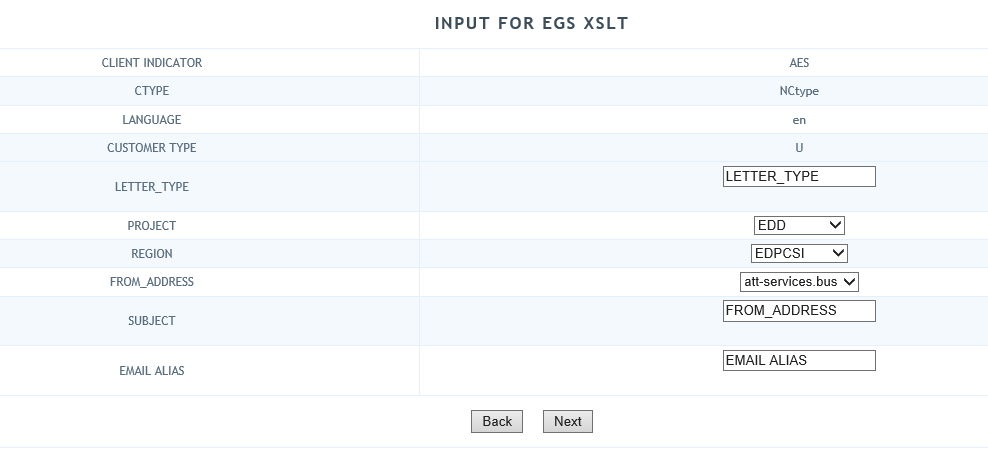 INPUT FOR EGS XSLT
CLIENT INDICATOR AES
CTYPE NCtype
LANGUAGE en
CUSTOMER TYPE U
LETTER_TYPE LETTER_TYPE
PROJECT EDD
REGION EDPCSI
FROM_ADDRESS att-services.bus
SUBJECT FROM_ADDRESS
EMAIL ALIAS EMAIL ALIAS
Back Next